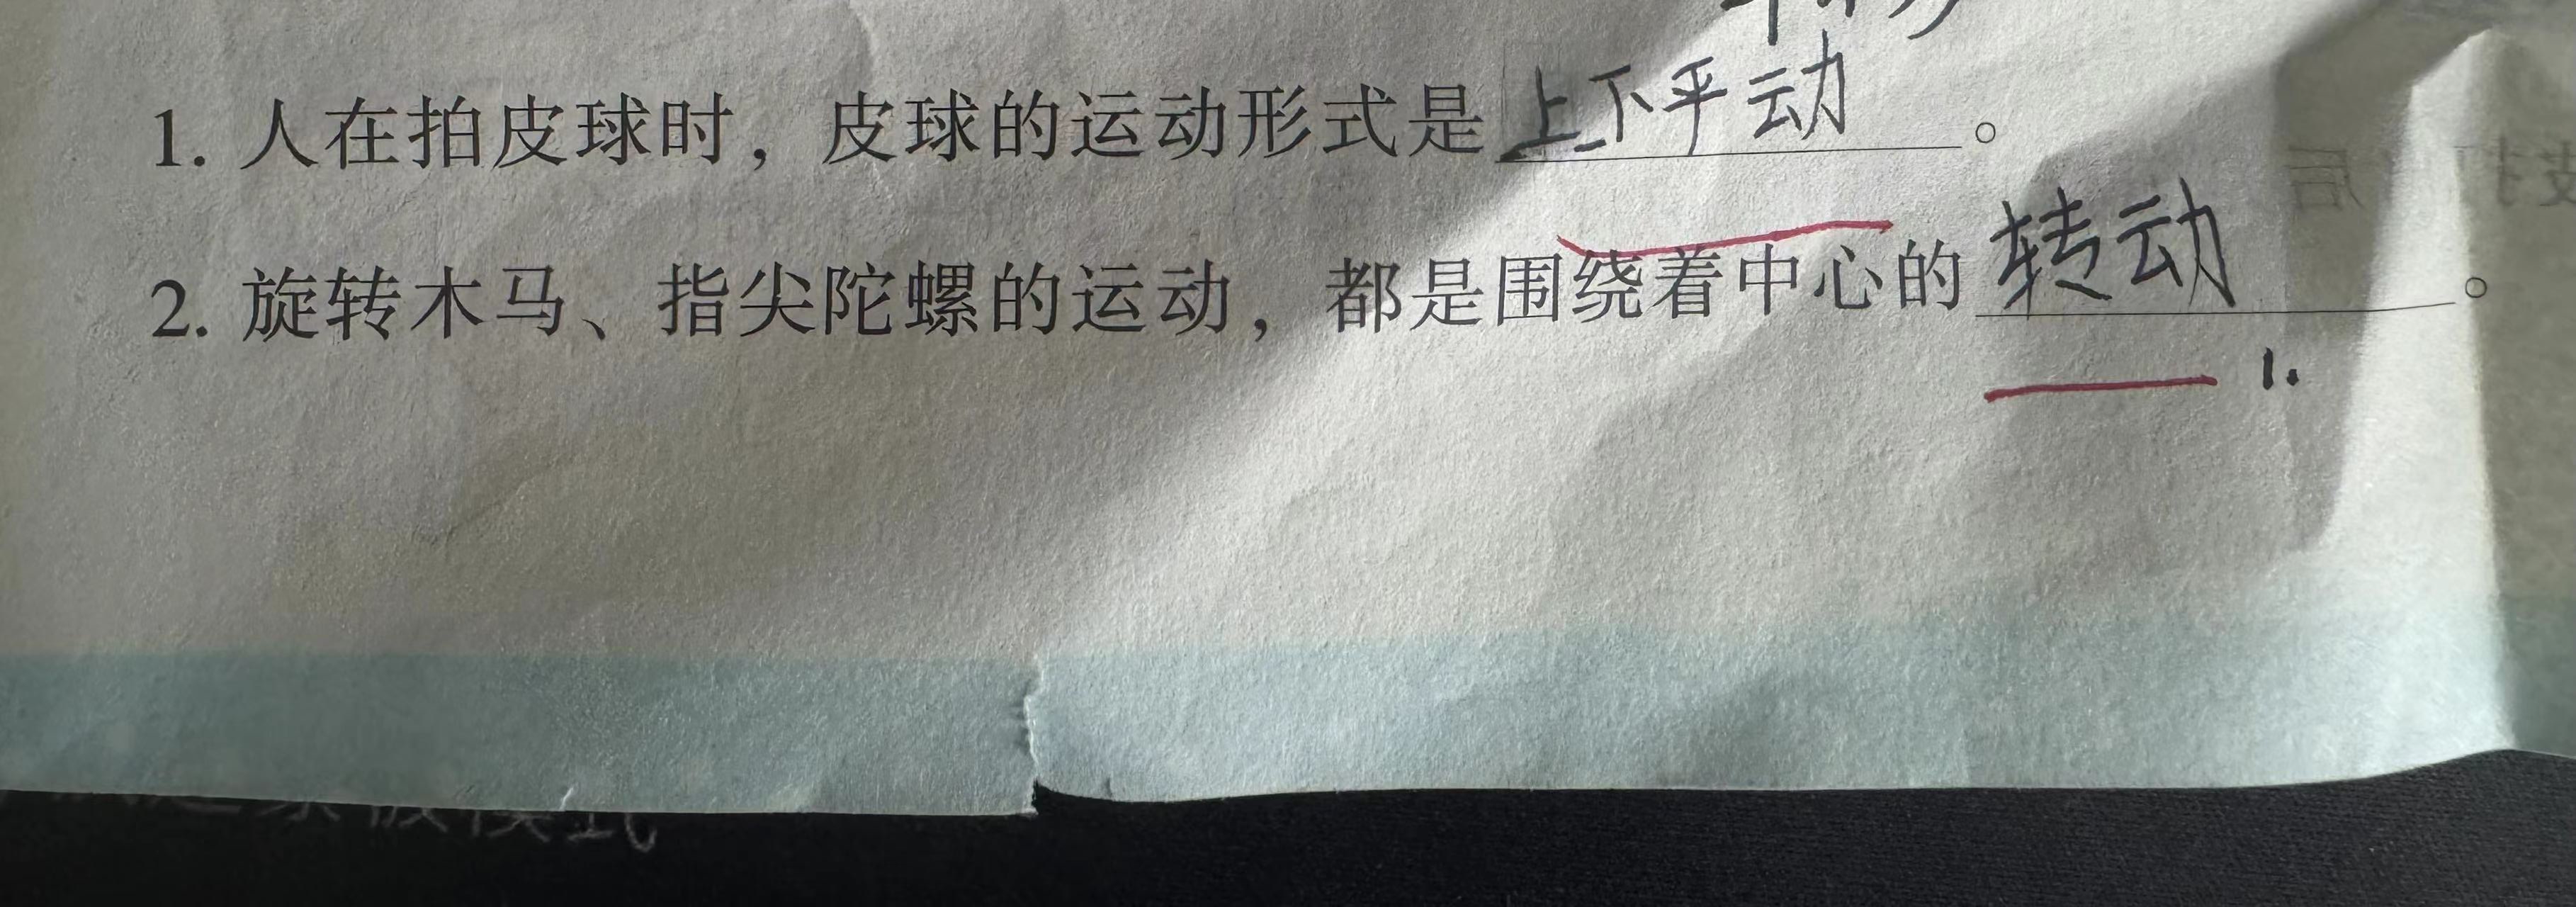 1. 人在拍皮球时，皮球的运动形式是上下平动。
2. 旋转木马、指尖陀螺的运动，都是围绕着中心的转动。
1.